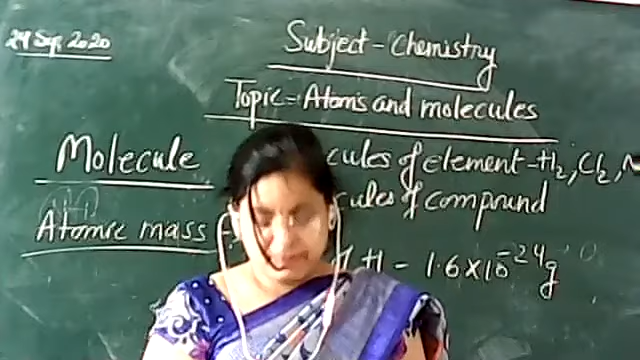 24 Sep 2020
Subject - Chemistry
Topic = Atoms and molecules
Molecule cules of element - H2, Cl2, N
cules of compound
Atomic mass
H - 1.6 × 10^-24 g